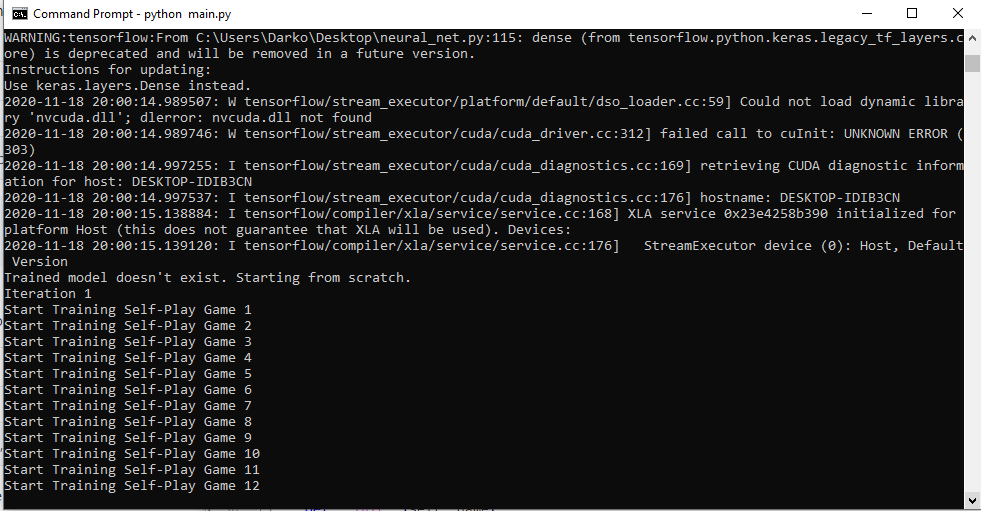 Command Prompt - python  main.py
WARNING:tensorflow:From C:\Users\Darko\Desktop\neural_net.py:115: dense (from tensorflow.python.keras.legacy_tf_layers.c
ore) is deprecated and will be removed in a future version.
Instructions for updating:
Use keras.layers.Dense instead.
2020-11-18 20:00:14.989507: W tensorflow/stream_executor/platform/default/dso_loader.cc:59] Could not load dynamic libra
ry 'nvcuda.dll'; dlerror: nvcuda.dll not found
2020-11-18 20:00:14.989746: W tensorflow/stream_executor/cuda/cuda_driver.cc:312] failed call to cuInit: UNKNOWN ERROR (
303)
2020-11-18 20:00:14.997255: I tensorflow/stream_executor/cuda/cuda_diagnostics.cc:169] retrieving CUDA diagnostic inform
ation for host: DESKTOP-IDIB3CN
2020-11-18 20:00:14.997537: I tensorflow/stream_executor/cuda/cuda_diagnostics.cc:176] hostname: DESKTOP-IDIB3CN
2020-11-18 20:00:15.138884: I tensorflow/compiler/xla/service/service.cc:168] XLA service 0x23e4258b390 initialized for
platform Host (this does not guarantee that XLA will be used). Devices:
2020-11-18 20:00:15.139120: I tensorflow/compiler/xla/service/service.cc:176]   StreamExecutor device (0): Host, Default
 Version
Trained model doesn't exist. Starting from scratch.
Iteration 1
Start Training Self-Play Game 1
Start Training Self-Play Game 2
Start Training Self-Play Game 3
Start Training Self-Play Game 4
Start Training Self-Play Game 5
Start Training Self-Play Game 6
Start Training Self-Play Game 7
Start Training Self-Play Game 8
Start Training Self-Play Game 9
Start Training Self-Play Game 10
Start Training Self-Play Game 11
Start Training Self-Play Game 12